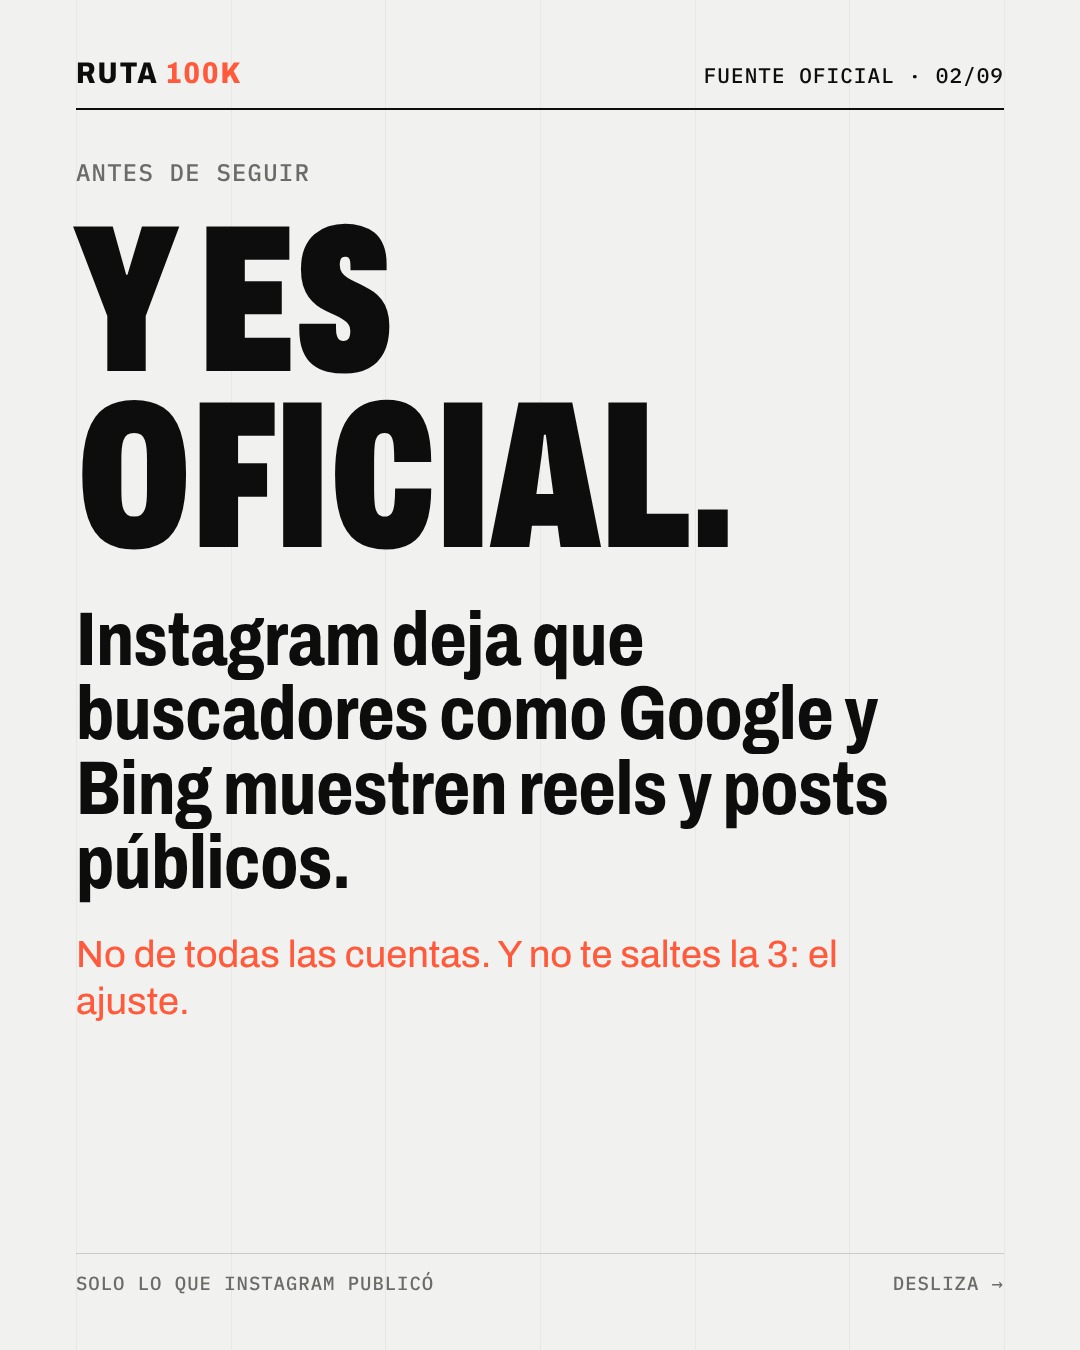 RUTA 100K
FUENTE OFICIAL · 02/09
ANTES DE SEGUIR
Y ES
OFICIAL.
Instagram deja que
buscadores como Google y
Bing muestren reels y posts
públicos.
No de todas las cuentas. Y no te saltes la 3: el
ajuste.
SOLO LO QUE INSTAGRAM PUBLICÓ
DESLIZA →